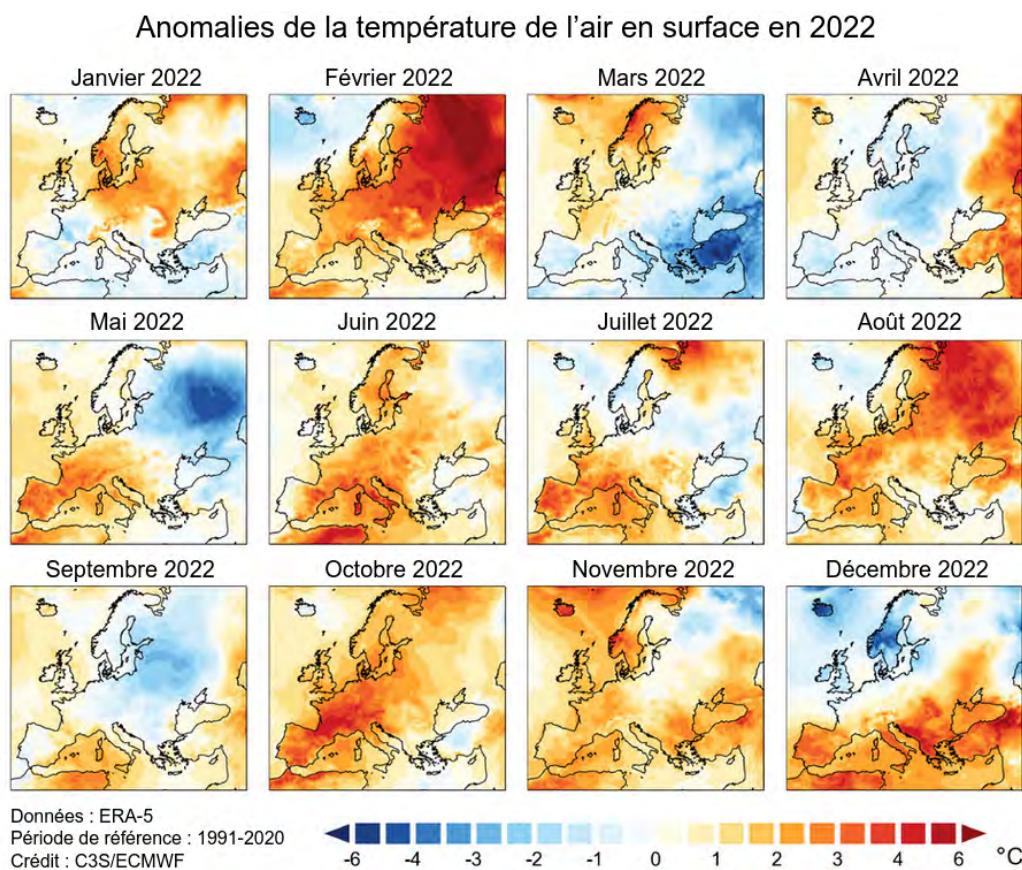 Anomalies de la température de l’air en surface en 2022
Janvier 2022
Février 2022
Mars 2022
Avril 2022
Mai 2022
Juin 2022
Juillet 2022
Août 2022
Septembre 2022
Octobre 2022
Novembre 2022
Décembre 2022
Données : ERA-5
Période de référence : 1991-2020
Crédit : C3S/ECMWF
-6 -4 -3 -2 -1 0 1 2 3 4 6 °C